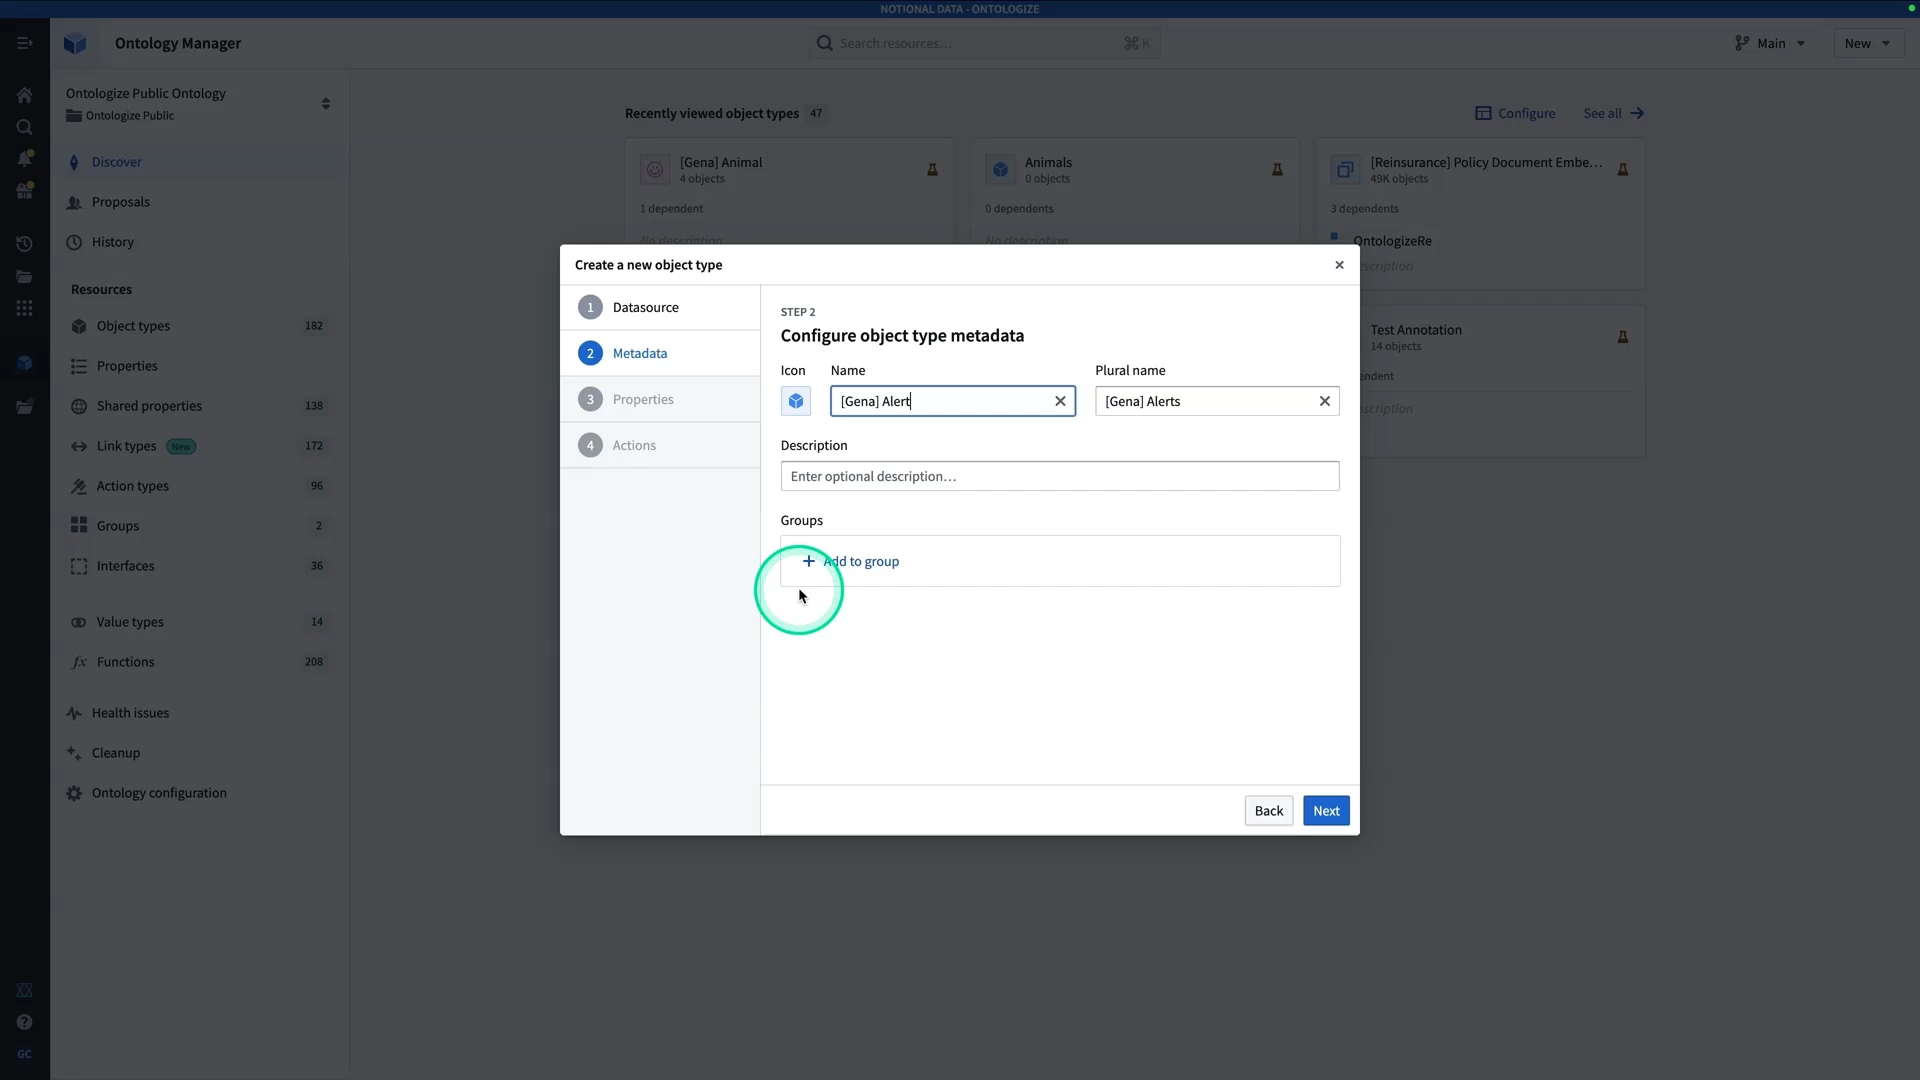 NOTIONAL DATA - ONTOLOGIZE
Ontology Manager
Search resources…
⌘ K
Main
New
Ontologize Public Ontology
Ontologize Public
Discover
Proposals
History
Resources
Object types 182
Properties
Shared properties 138
Link types New 172
Action types 96
Groups 2
Interfaces 36
Value types 14
Functions 208
Health issues
Cleanup
Ontology configuration
GC
Recently viewed object types 47
Configure
See all
[Gena] Animal
4 objects
1 dependent
No description
Animals
0 objects
0 dependents
No description
[Reinsurance] Policy Document Embe…
49K objects
3 dependents
OntologizeRe
Test Annotation
14 objects
Create a new object type
1 Datasource
2 Metadata
3 Properties
4 Actions
STEP 2
Configure object type metadata
Icon
Name
Plural name
[Gena] Alert
[Gena] Alerts
Description
Enter optional description…
Groups
Add to group
Back
Next